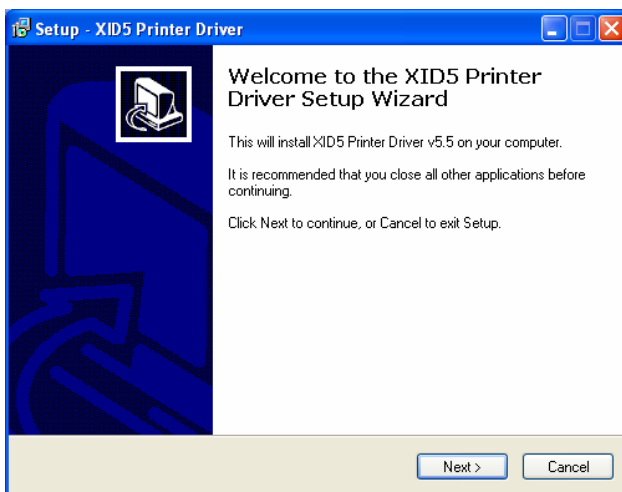 Setup - XID5 Printer Driver
Welcome to the XID5 Printer
Driver Setup Wizard
This will install XID5 Printer Driver v5.5 on your computer.
It is recommended that you close all other applications before
continuing.
Click Next to continue, or Cancel to exit Setup.
Next >
Cancel